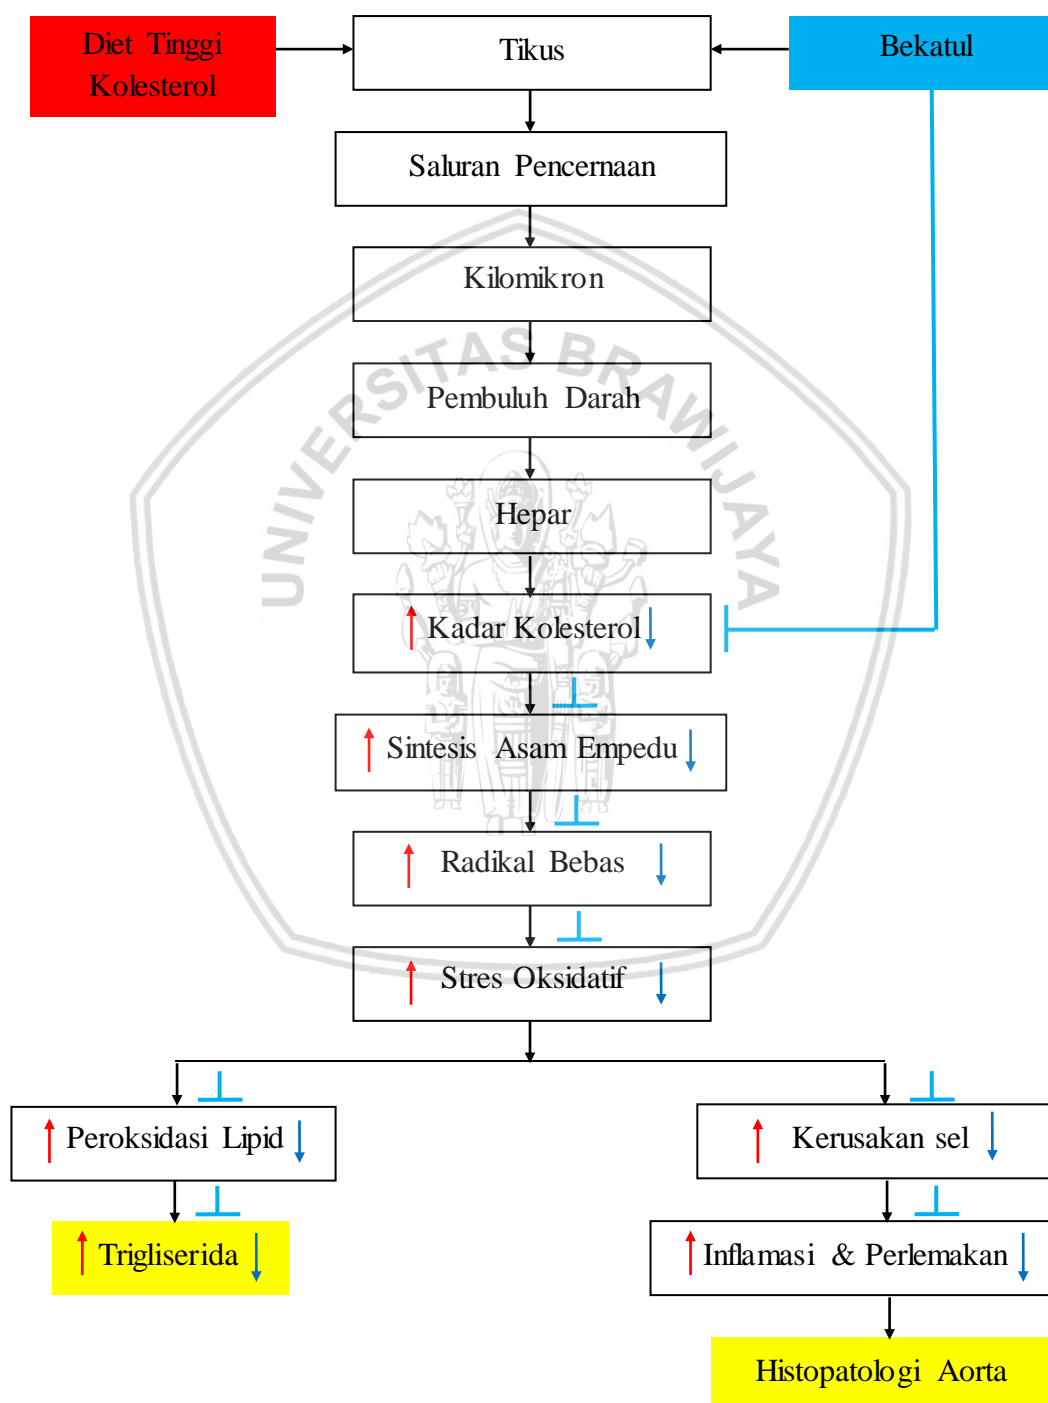 Diet Tinggi
Kolesterol
Tikus
Bekatul
Saluran Pencernaan
Kilomikron
UNIVERSITAS BRAWIJAYA
Pembuluh Darah
Hepar
Kadar Kolesterol
Sintesis Asam Empedu
Radikal Bebas
Stres Oksidatif
Peroksidasi Lipid
Kerusakan sel
Trigliserida
Inflamasi & Perlemakan
Histopatologi Aorta